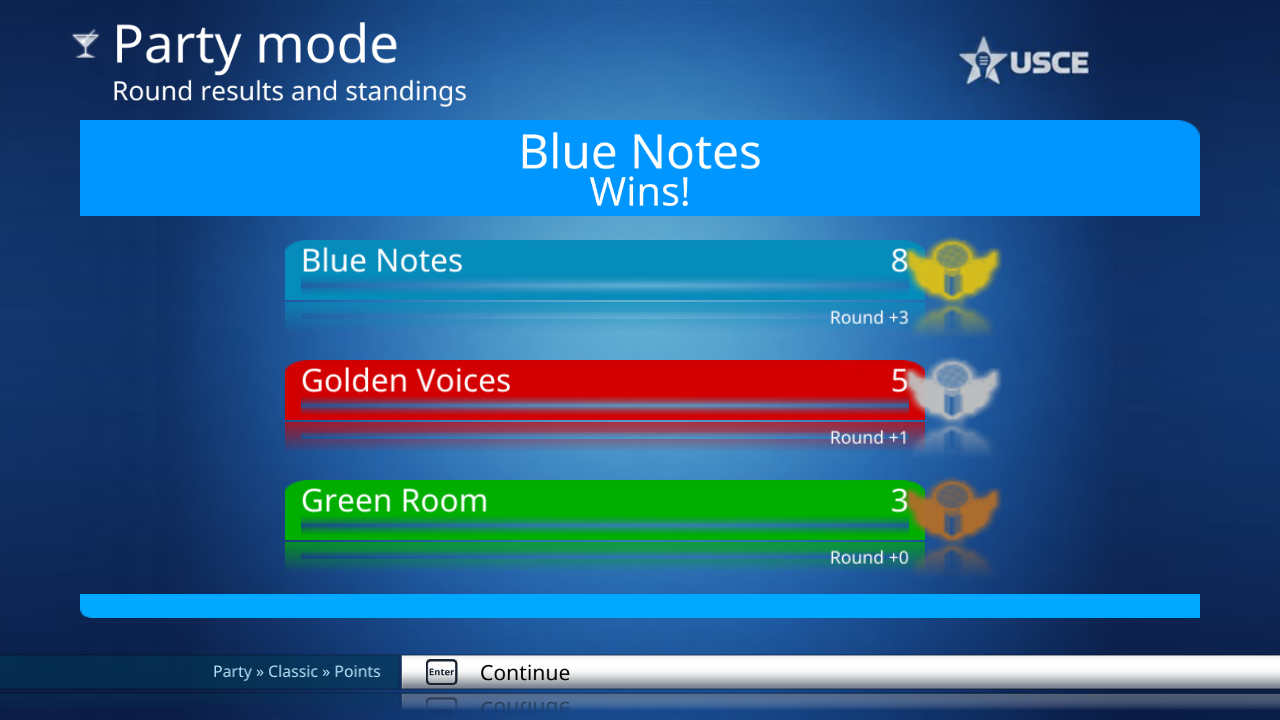 Party mode
Round results and standings
USCE
Blue Notes
Wins!
Blue Notes 8
Round +3
Golden Voices 5
Round +1
Green Room 3
Round +0
Party » Classic » Points
Enter Continue